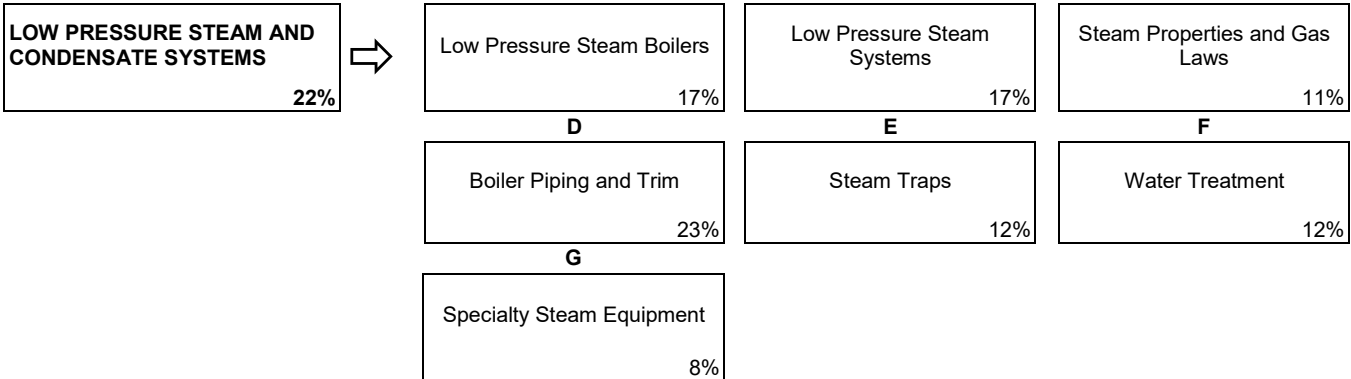 LOW PRESSURE STEAM AND
CONDENSATE SYSTEMS
22%
Low Pressure Steam Boilers
17%
Low Pressure Steam
Systems
17%
Steam Properties and Gas
Laws
11%
D
E
F
Boiler Piping and Trim
23%
Steam Traps
12%
Water Treatment
12%
G
Specialty Steam Equipment
8%